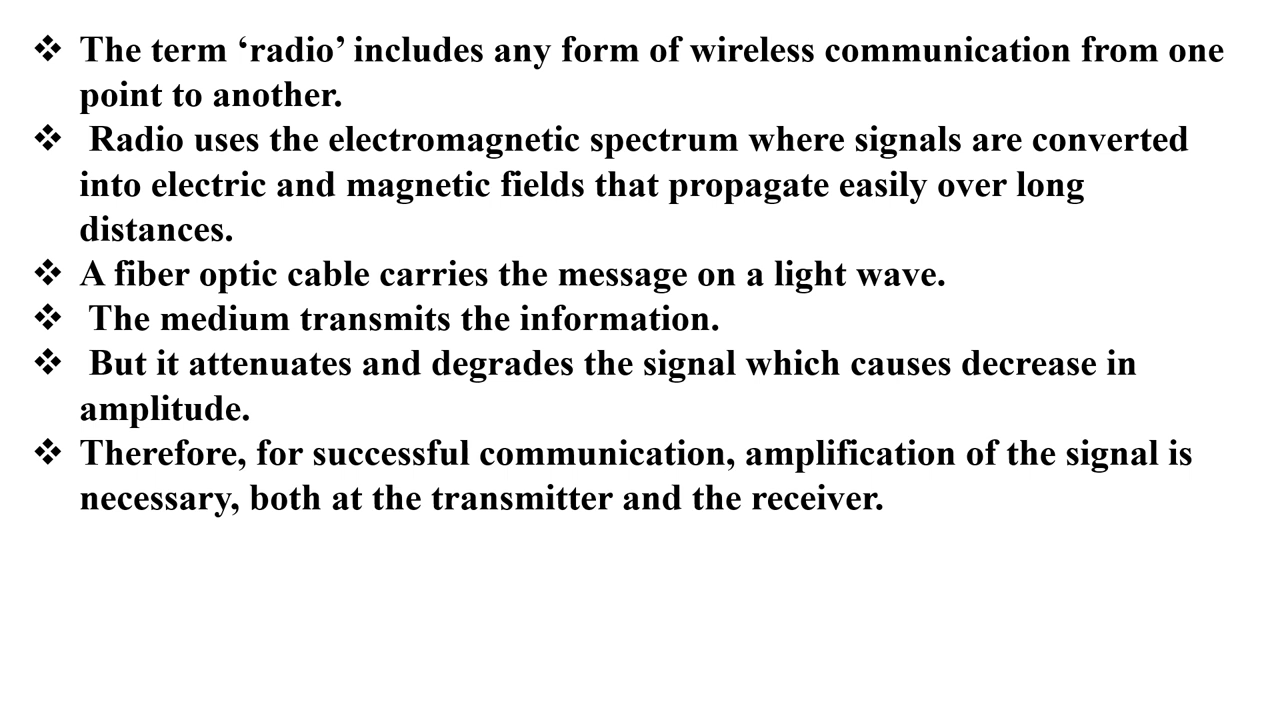 ❖ The term ‘radio’ includes any form of wireless communication from one
point to another.
❖ Radio uses the electromagnetic spectrum where signals are converted
into electric and magnetic fields that propagate easily over long
distances.
❖ A fiber optic cable carries the message on a light wave.
❖ The medium transmits the information.
❖ But it attenuates and degrades the signal which causes decrease in
amplitude.
❖ Therefore, for successful communication, amplification of the signal is
necessary, both at the transmitter and the receiver.